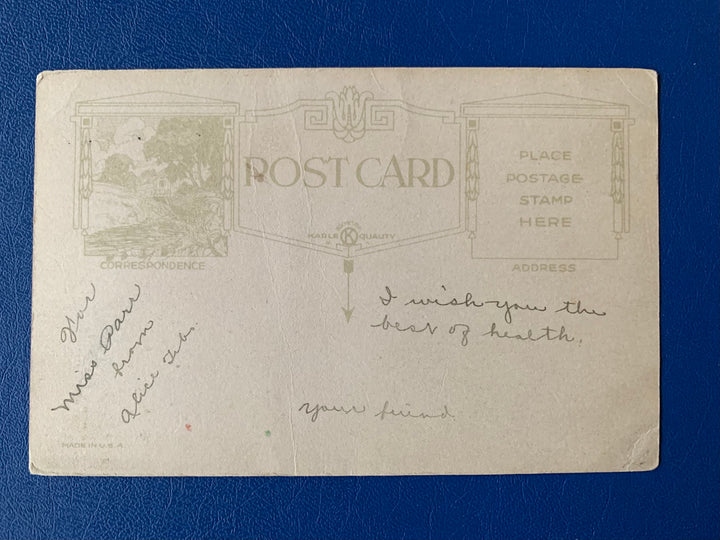 POST CARD
KARLE K QUALITY
PLACE
POSTAGE
STAMP
HERE
CORRESPONDENCE
ADDRESS
For
Miss Parr
from
Alice
I wish you the
best of health.
your friend
MADE IN U.S.A.